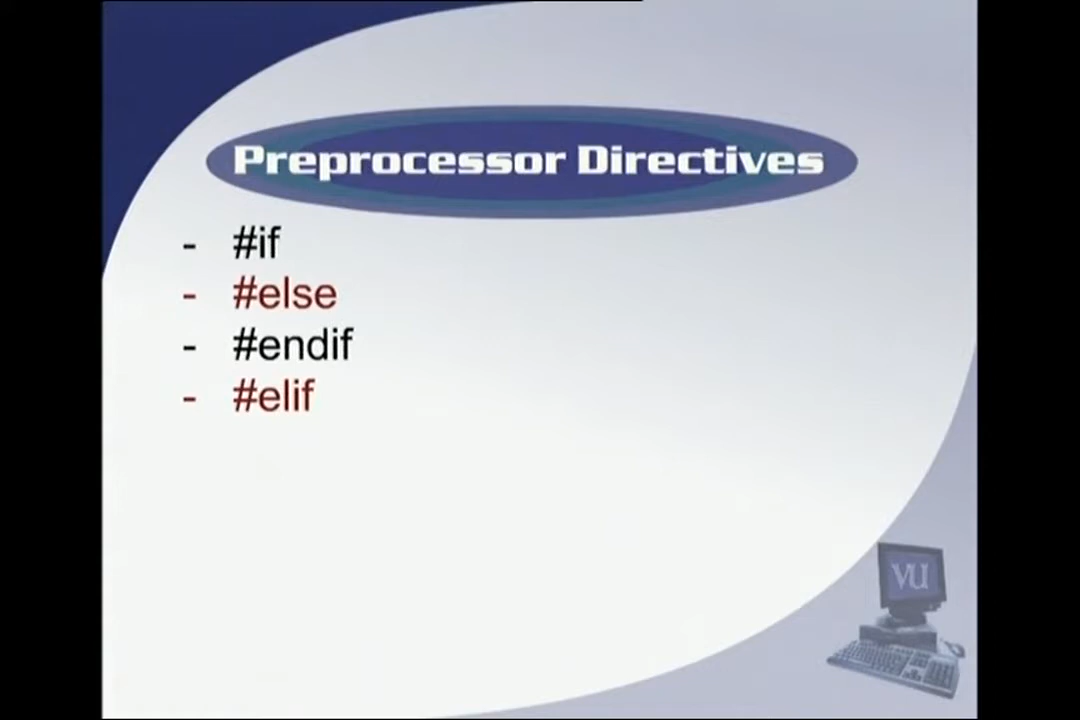 Preprocessor Directives
- #if
- #else
- #endif
- #elif
VU